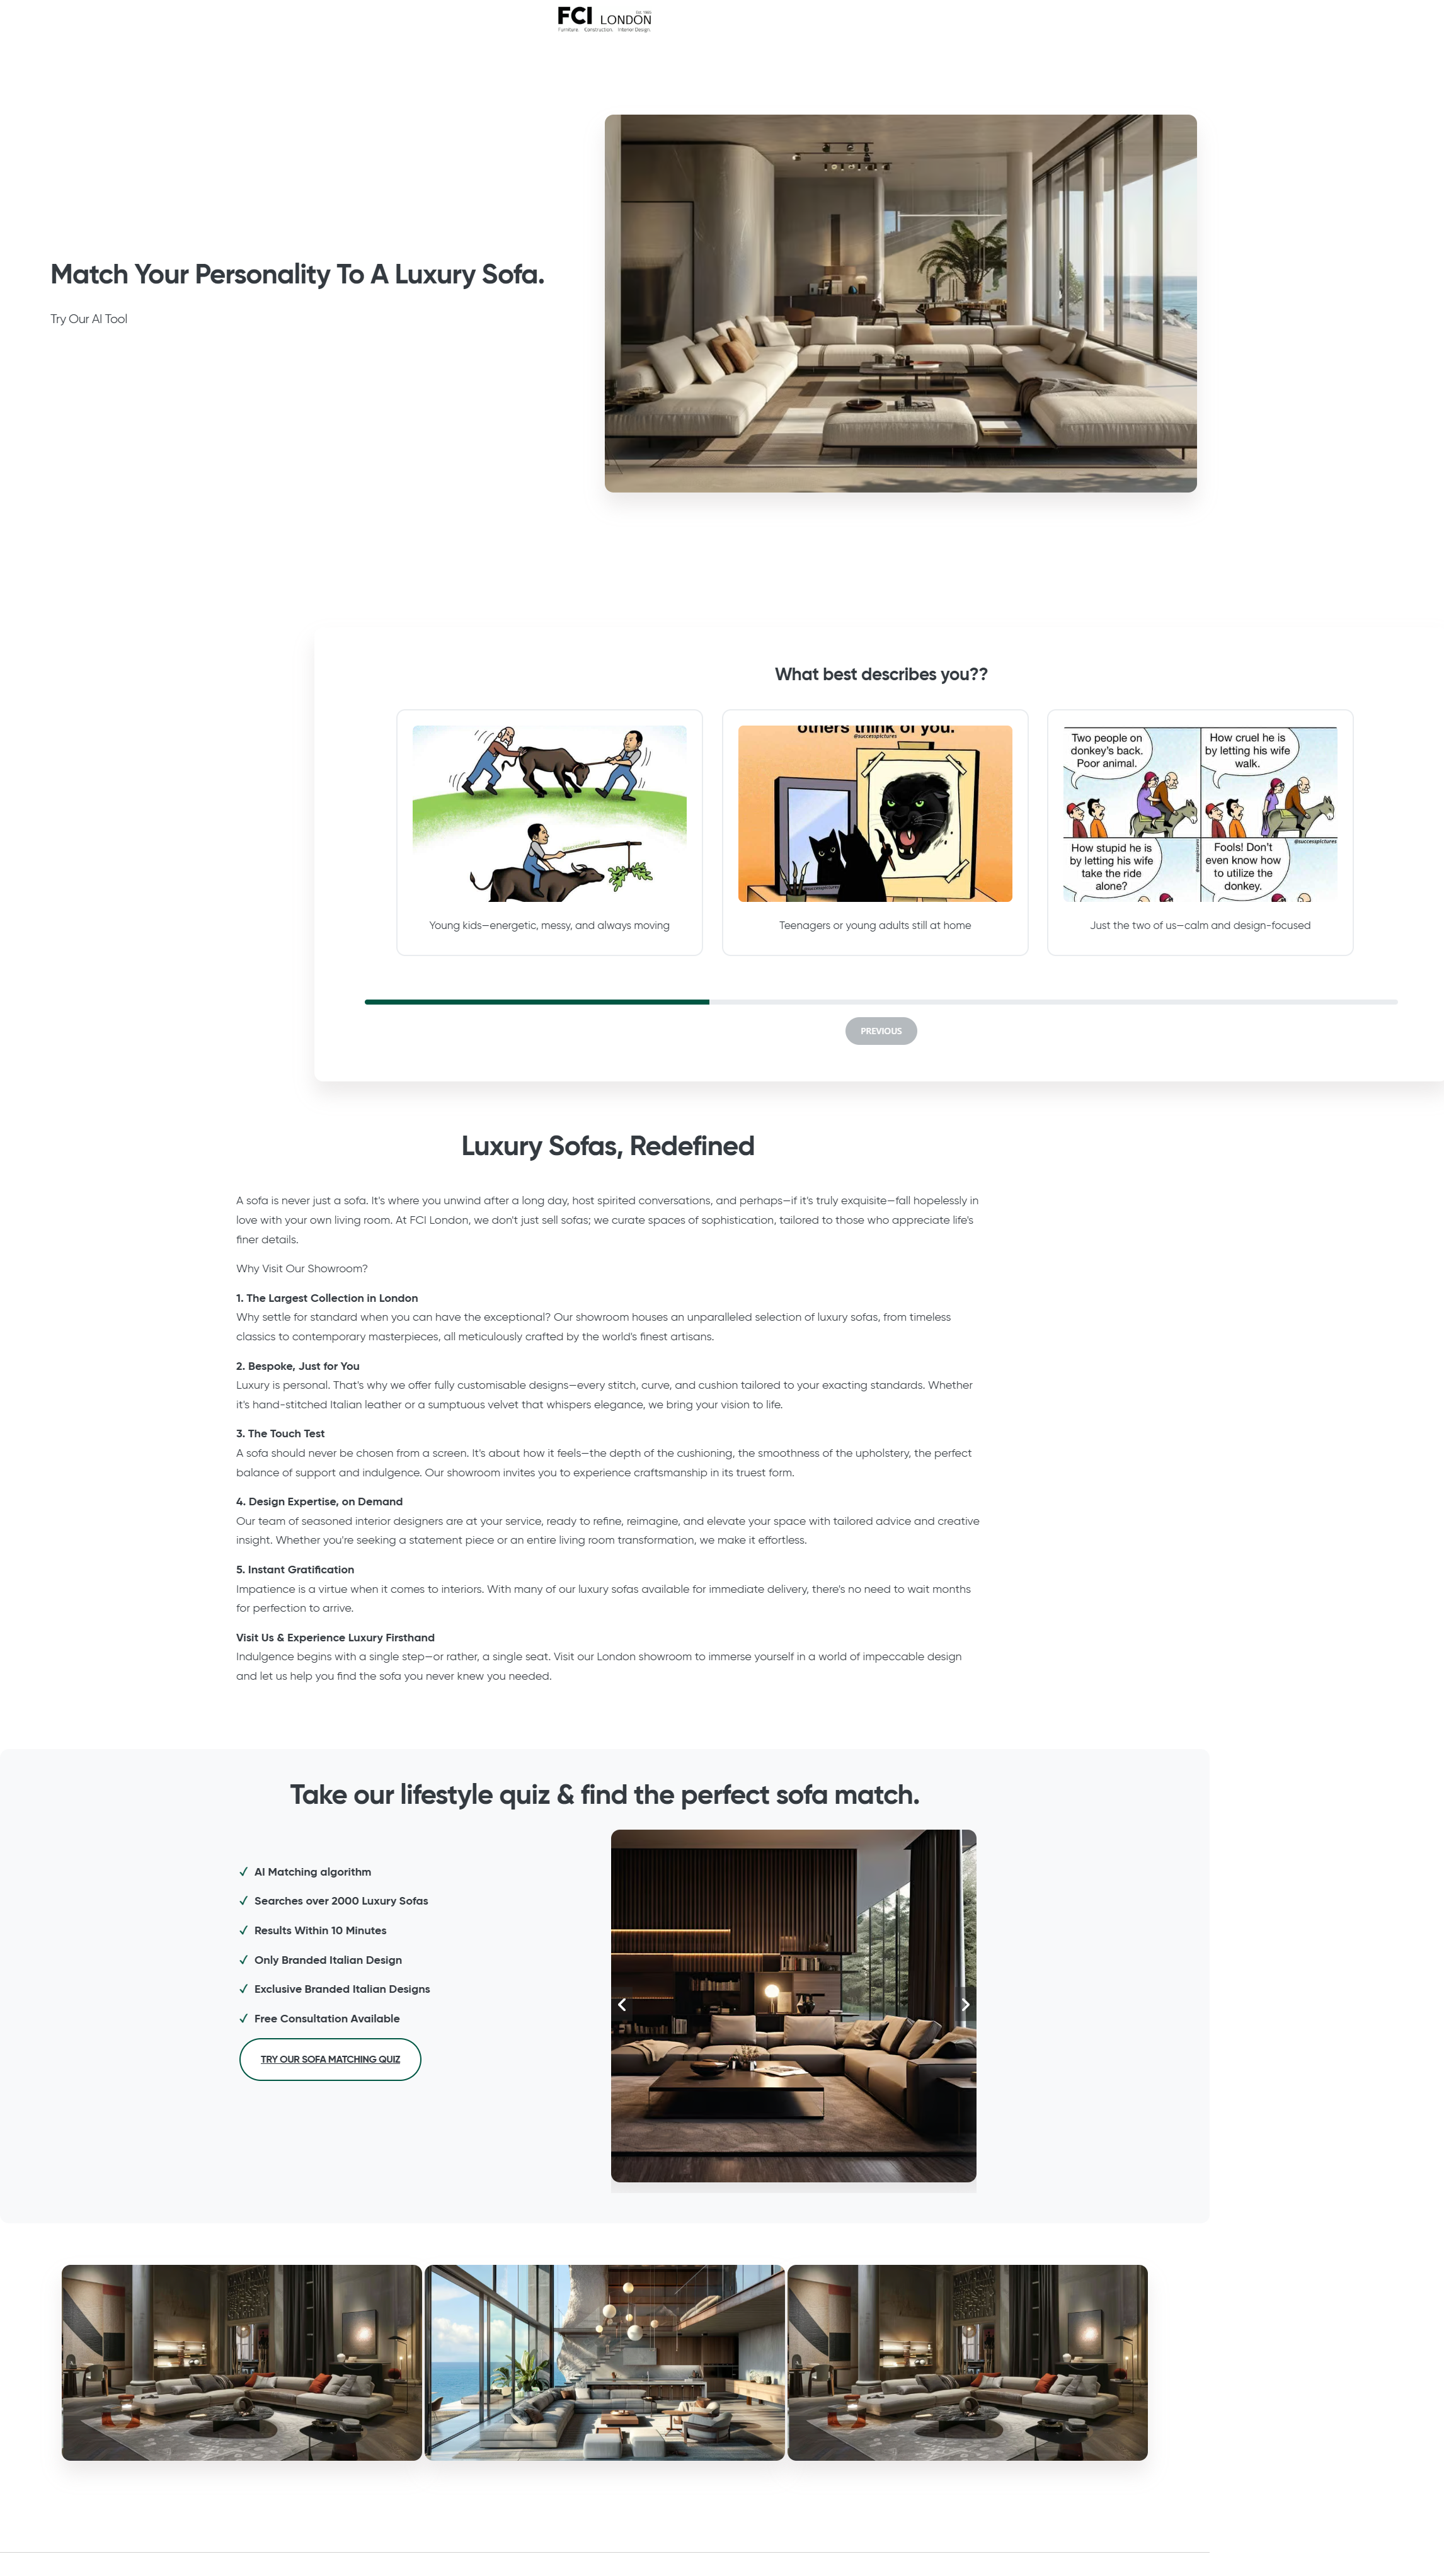 FCI LONDON
Furniture. Construction. Interior Design.
Match Your Personality To A Luxury Sofa.
Try Our AI Tool
What best describes you??
others think of you.
@successpictures
Two people on
donkey's back.
Poor animal.
How cruel he is
by letting his wife
walk.
How stupid he is
by letting his wife
take the ride
alone?
Fools! Don't
even know how
to utilize the
donkey.
@successpictures
Young kids—energetic, messy, and always moving
Teenagers or young adults still at home
Just the two of us—calm and design-focused
PREVIOUS
Luxury Sofas, Redefined
A sofa is never just a sofa. It's where you unwind after a long day, host spirited conversations, and perhaps—if it's truly exquisite—fall hopelessly in
love with your own living room. At FCI London, we don't just sell sofas; we curate spaces of sophistication, tailored to those who appreciate life's
finer details.
Why Visit Our Showroom?
1. The Largest Collection in London
Why settle for standard when you can have the exceptional? Our showroom houses an unparalleled selection of luxury sofas, from timeless
classics to contemporary masterpieces, all meticulously crafted by the world's finest artisans.
2. Bespoke, Just for You
Luxury is personal. That's why we offer fully customisable designs—every stitch, curve, and cushion tailored to your exacting standards. Whether
it's hand-stitched Italian leather or a sumptuous velvet that whispers elegance, we bring your vision to life.
3. The Touch Test
A sofa should never be chosen from a screen. It's about how it feels—the depth of the cushioning, the smoothness of the upholstery, the perfect
balance of support and indulgence. Our showroom invites you to experience craftsmanship in its truest form.
4. Design Expertise, on Demand
Our team of seasoned interior designers are at your service, ready to refine, reimagine, and elevate your space with tailored advice and creative
insight. Whether you're seeking a statement piece or an entire living room transformation, we make it effortless.
5. Instant Gratification
Impatience is a virtue when it comes to interiors. With many of our luxury sofas available for immediate delivery, there's no need to wait months
for perfection to arrive.
Visit Us & Experience Luxury Firsthand
Indulgence begins with a single step—or rather, a single seat. Visit our London showroom to immerse yourself in a world of impeccable design
and let us help you find the sofa you never knew you needed.
Take our lifestyle quiz & find the perfect sofa match.
AI Matching algorithm
Searches over 2000 Luxury Sofas
Results Within 10 Minutes
Only Branded Italian Design
Exclusive Branded Italian Designs
Free Consultation Available
TRY OUR SOFA MATCHING QUIZ